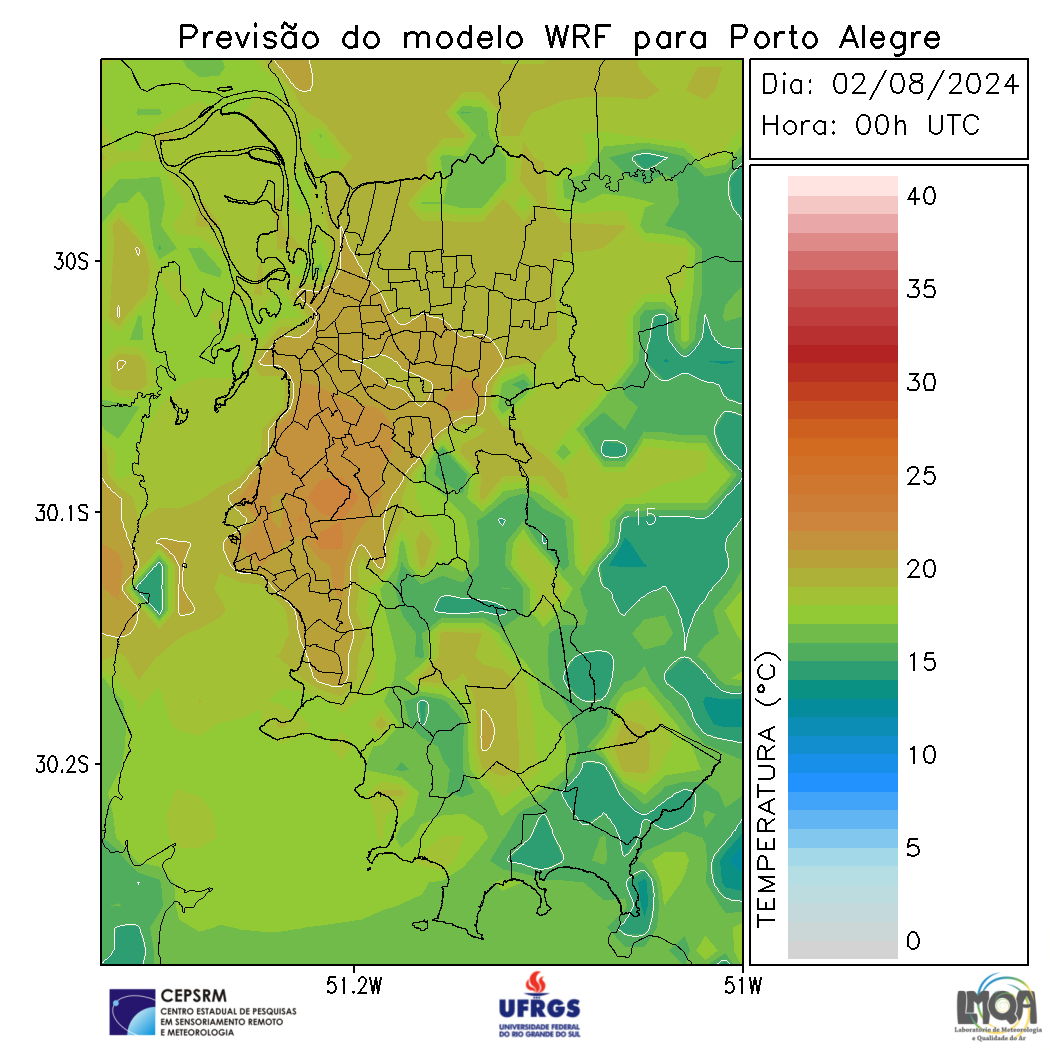 Previsão do modelo WRF para Porto Alegre
Dia: 02/08/2024
Hora: 00h UTC
30S
30.1S
30.2S
51.2W
51W
15
TEMPERATURA (°C)
40
35
30
25
20
15
10
5
0
CEPSRM
CENTRO ESTADUAL DE PESQUISAS
EM SENSORIAMENTO REMOTO
E METEOROLOGIA
UFRGS
UNIVERSIDADE FEDERAL
DO RIO GRANDE DO SUL
LMQA
Laboratório de Meteorologia
e Qualidade do Ar